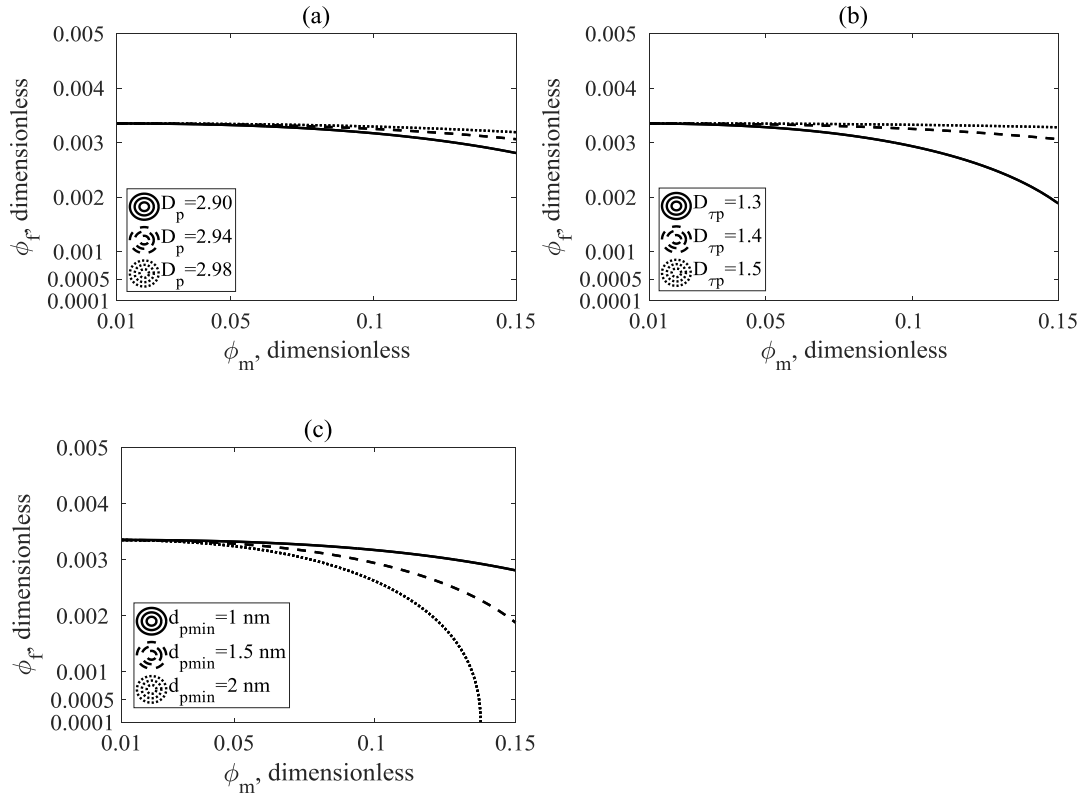 (a)
0.005
0.004
0.003
0.002
0.001
0.0005
0.0001
ϕf, dimensionless
Dp=2.90
Dp=2.94
Dp=2.98
0.01 0.05 0.1 0.15
ϕm, dimensionless
(b)
0.005
0.004
0.003
0.002
0.001
0.0005
0.0001
ϕf, dimensionless
Dτp=1.3
Dτp=1.4
Dτp=1.5
0.01 0.05 0.1 0.15
ϕm, dimensionless
(c)
0.005
0.004
0.003
0.002
0.001
0.0005
0.0001
ϕf, dimensionless
dpmin=1 nm
dpmin=1.5 nm
dpmin=2 nm
0.01 0.05 0.1 0.15
ϕm, dimensionless